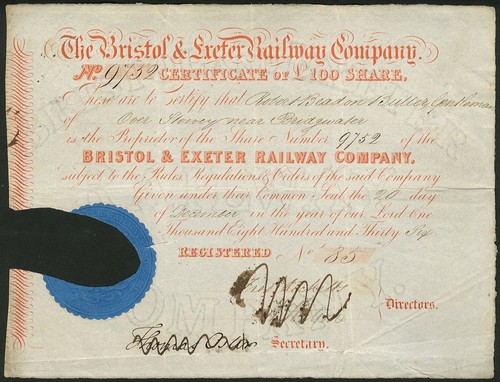 The Bristol & Exeter Railway Company.
No. 9752 CERTIFICATE OF £100 SHARE,
These are to Certify that Robert Beadon Gentleman
of Over Stowey near Bridgwater
is the Proprietor of the Share Number 9752 of the
BRISTOL & EXETER RAILWAY COMPANY.
subject to the Rules Regulations & Orders of the said Company
Given under their Common Seal the 20 day
of December in the year of our Lord One
Thousand Eight Hundred and Thirty Six
REGISTERED No. 85
Directors.
Secretary.